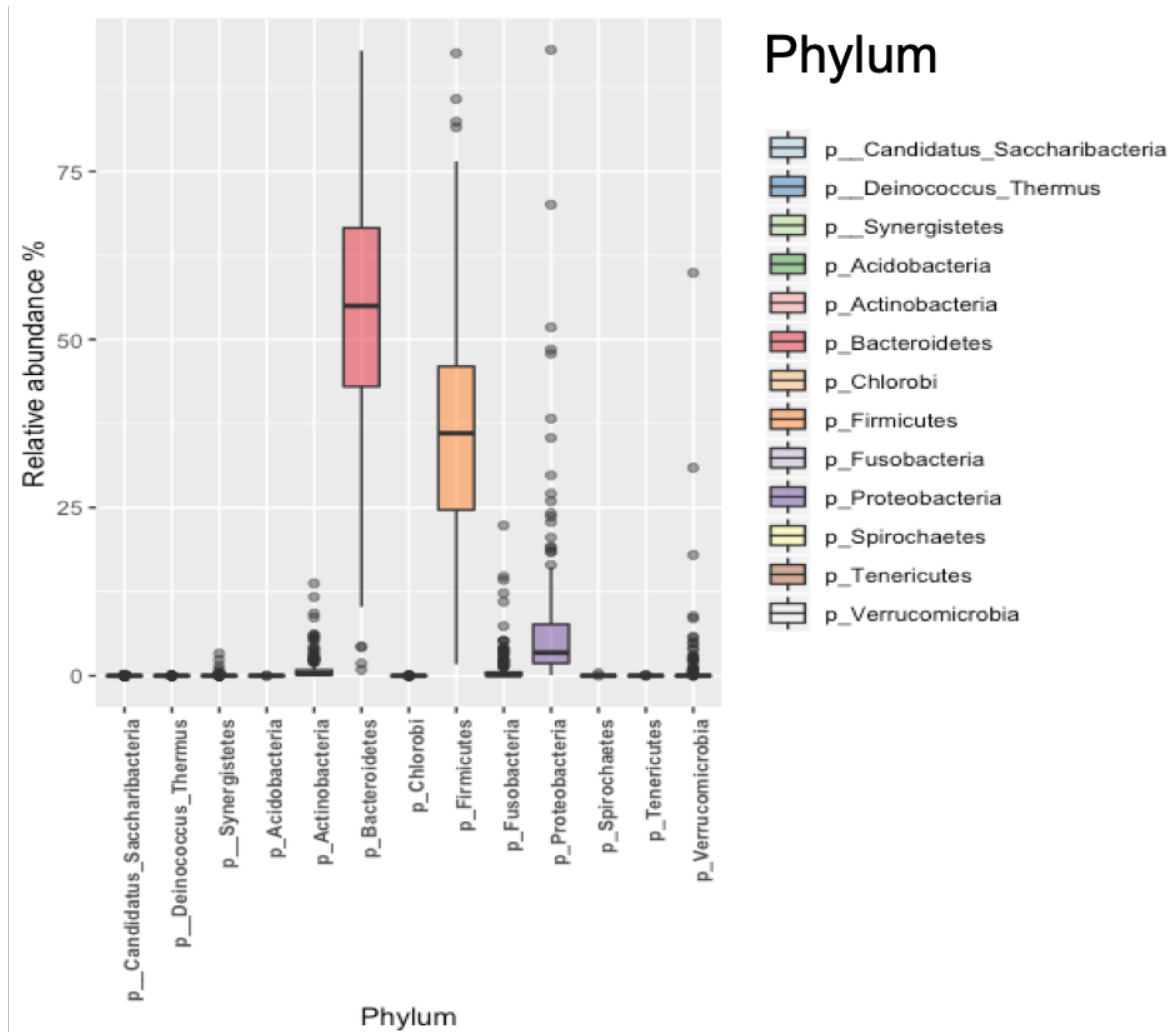 Phylum
p__Candidatus_Saccharibacteria
p__Deinococcus_Thermus
p__Synergistetes
p_Acidobacteria
p_Actinobacteria
p_Bacteroidetes
p_Chlorobi
p_Firmicutes
p_Fusobacteria
p_Proteobacteria
p_Spirochaetes
p_Tenericutes
p_Verrucomicrobia
Relative abundance %
75
50
25
0
p__Candidatus_Saccharibacteria
p__Deinococcus_Thermus
p__Synergistetes
p_Acidobacteria
p_Actinobacteria
p_Bacteroidetes
p_Chlorobi
p_Firmicutes
p_Fusobacteria
p_Proteobacteria
p_Spirochaetes
p_Tenericutes
p_Verrucomicrobia
Phylum